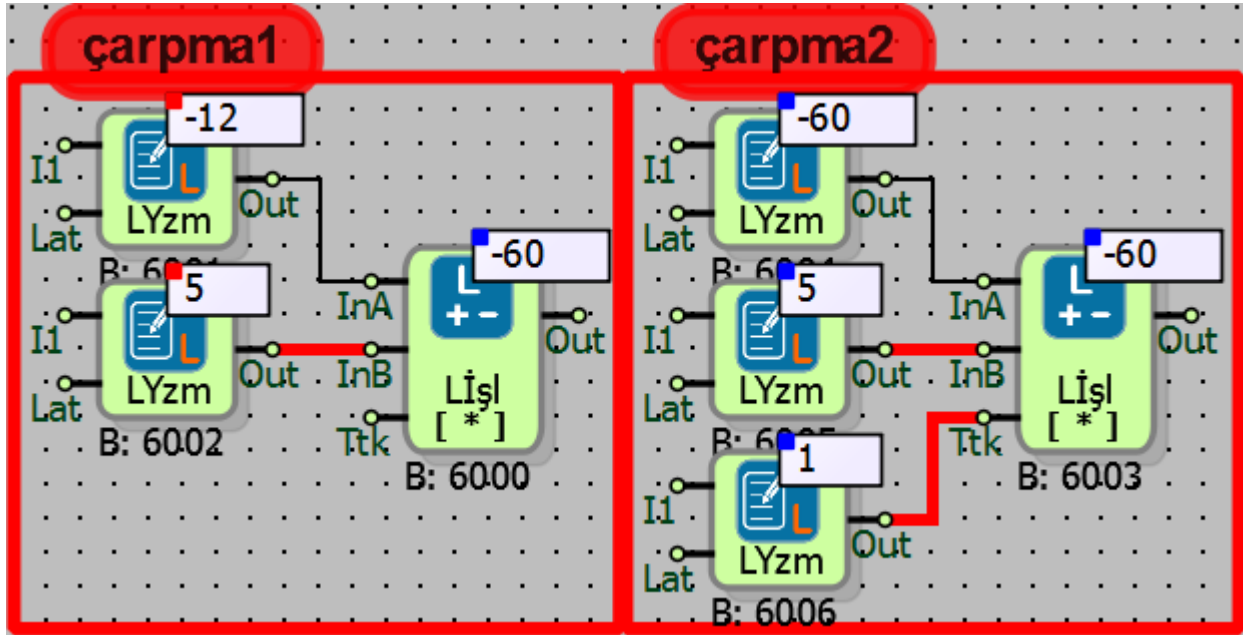 çarpma1
-12
I1
Lat
Out
LYzm
5
I1
Lat
Out
LYzm
B: 6002
-60
InA
InB
Ttk
Out
LİşI
[ * ]
B: 6000
çarpma2
-60
I1
Lat
Out
LYzm
5
I1
Lat
Out
LYzm
1
I1
Lat
Out
LYzm
B: 6006
-60
InA
InB
Ttk
Out
LİşI
[ * ]
B: 6003